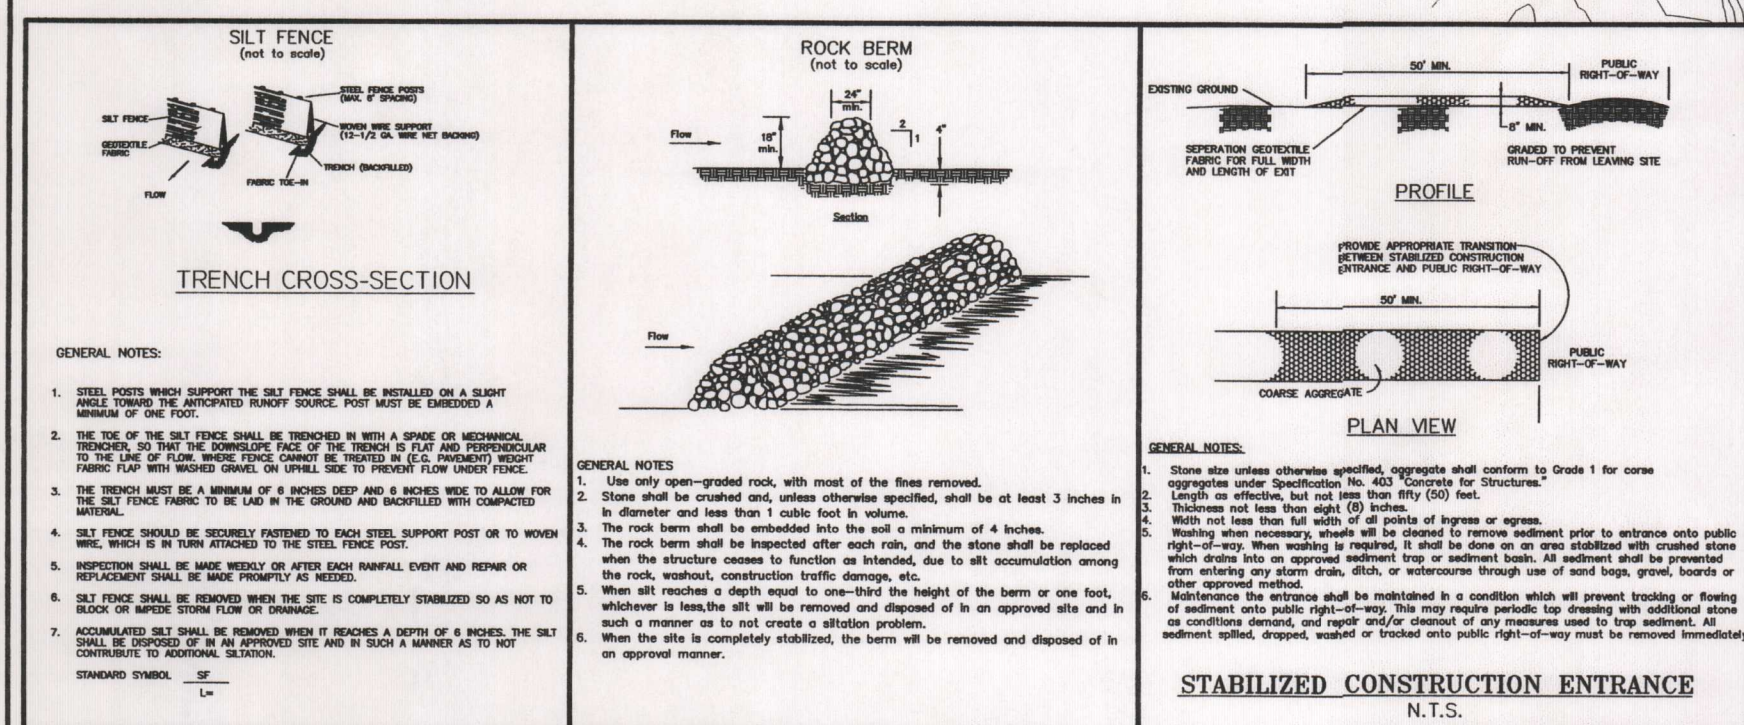 SILT FENCE
(not to scale)
STEEL FENCE POSTS
(MAX. 6' SPACING)
SILT FENCE
WOVEN WIRE SUPPORT
(12-1/2 GA. WIRE NET BACKING)
GEOTEXTILE
FABRIC
TRENCH (BACKFILLED)
FABRIC TOE-IN
FLOW
TRENCH CROSS-SECTION
GENERAL NOTES:
1. STEEL POSTS WHICH SUPPORT THE SILT FENCE SHALL BE INSTALLED ON A SLIGHT
ANGLE TOWARD THE ANTICIPATED RUNOFF SOURCE. POST MUST BE EMBEDDED A
MINIMUM OF ONE FOOT.
2. THE TOE OF THE SILT FENCE SHALL BE TRENCHED IN WITH A SPADE OR MECHANICAL
TRENCHER, SO THAT THE DOWNSLOPE FACE OF THE TRENCH IS FLAT AND PERPENDICULAR
TO THE LINE OF FLOW. WHERE FENCE CANNOT BE TREATED IN (E.G. PAVEMENT) WEIGHT
FABRIC FLAP WITH WASHED GRAVEL ON UPHILL SIDE TO PREVENT FLOW UNDER FENCE.
3. THE TRENCH MUST BE A MINIMUM OF 6 INCHES DEEP AND 6 INCHES WIDE TO ALLOW FOR
THE SILT FENCE FABRIC TO BE LAID IN THE GROUND AND BACKFILLED WITH COMPACTED
MATERIAL.
4. SILT FENCE SHOULD BE SECURELY FASTENED TO EACH STEEL SUPPORT POST OR TO WOVEN
WIRE, WHICH IS IN TURN ATTACHED TO THE STEEL FENCE POST.
5. INSPECTION SHALL BE MADE WEEKLY OR AFTER EACH RAINFALL EVENT AND REPAIR OR
REPLACEMENT SHALL BE MADE PROMPTLY AS NEEDED.
6. SILT FENCE SHALL BE REMOVED WHEN THE SITE IS COMPLETELY STABILIZED SO AS NOT TO
BLOCK OR IMPEDE STORM FLOW OR DRAINAGE.
7. ACCUMULATED SILT SHALL BE REMOVED WHEN IT REACHES A DEPTH OF 6 INCHES. THE SILT
SHALL BE DISPOSED OF IN AN APPROVED SITE AND IN SUCH A MANNER AS TO NOT
CONTRUBUTE TO ADDITIONAL SILTATION.
STANDARD SYMBOL SF
L=
ROCK BERM
(not to scale)
24"
min.
Flow
18"
min.
2
1
4"
Section
Flow
GENERAL NOTES
1. Use only open-graded rock, with most of the fines removed.
2. Stone shall be crushed and, unless otherwise specified, shall be at least 3 inches in
in diameter and less than 1 cubic foot in volume.
3. The rock berm shall be embedded into the soil a minimum of 4 inches.
4. The rock berm shall be inspected after each rain, and the stone shall be replaced
when the structure ceases to function as intended, due to silt accumulation among
the rock, washout, construction traffic damage, etc.
5. When silt reaches a depth equal to one-third the height of the berm or one foot,
whichever is less,the silt will be removed and disposed of in an approved site and in
such a manner as to not create a siltation problem.
6. When the site is completely stabilized, the berm will be removed and disposed of in
an approval manner.
50' MIN.
PUBLIC
RIGHT-OF-WAY
EXISTING GROUND
8" MIN.
SEPERATION GEOTEXTILE
FABRIC FOR FULL WIDTH
AND LENGTH OF EXIT
GRADED TO PREVENT
RUN-OFF FROM LEAVING SITE
PROFILE
PROVIDE APPROPRIATE TRANSITION
BETWEEN STABILIZED CONSTRUCTION
ENTRANCE AND PUBLIC RIGHT-OF-WAY
50' MIN.
PUBLIC
RIGHT-OF-WAY
COARSE AGGREGATE
PLAN VIEW
GENERAL NOTES:
1. Stone size unless otherwise specified, aggregate shall conform to Grade 1 for corse
aggregates under Specification No. 403 "Concrete for Structures."
2. Length as effective, but not less than fifty (50) feet.
3. Thickness not less than eight (8) inches.
4. Width not less than full width of all points of ingress or egress.
5. Washing when necessary, wheels will be cleaned to remove sediment prior to entrance onto public
right-of-way. When washing is required, it shall be done on an area stabilized with crushed stone
which drains into an approved sediment trap or sediment basin. All sediment shall be prevented
from entering any storm drain, ditch, or watercourse through use of sand bags, gravel, boards or
other approved method.
6. Maintenance the entrance shall be maintained in a condition which will prevent tracking or flowing
of sediment onto public right-of-way. This may require periodic top dressing with additional stone
as conditions demand, and repair and/or cleanout of any measures used to trap sediment. All
sediment spilled, dropped, washed or tracked onto public right-of-way must be removed immediately
STABILIZED CONSTRUCTION ENTRANCE
N.T.S.